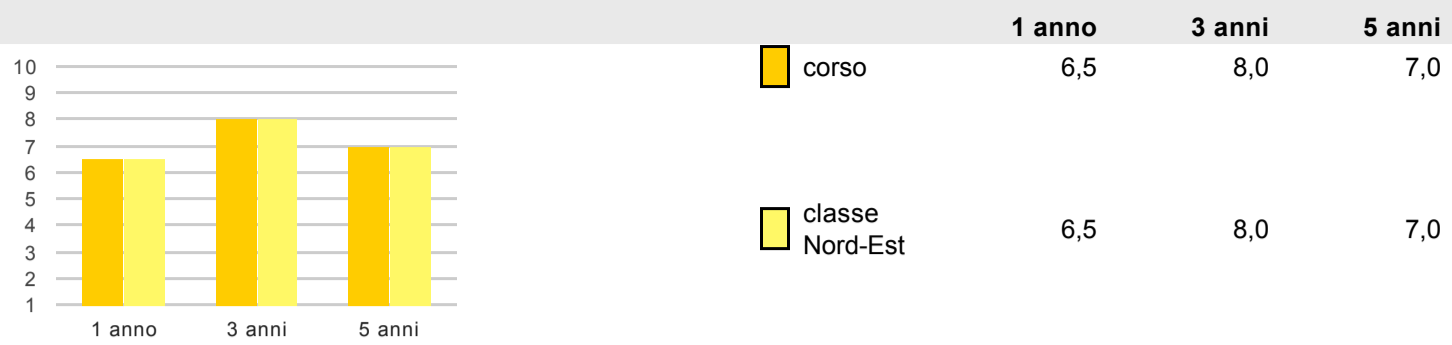 1 anno 3 anni 5 anni
corso 6,5 8,0 7,0
classe
Nord-Est 6,5 8,0 7,0
10
9
8
7
6
5
4
3
2
1
1 anno 3 anni 5 anni